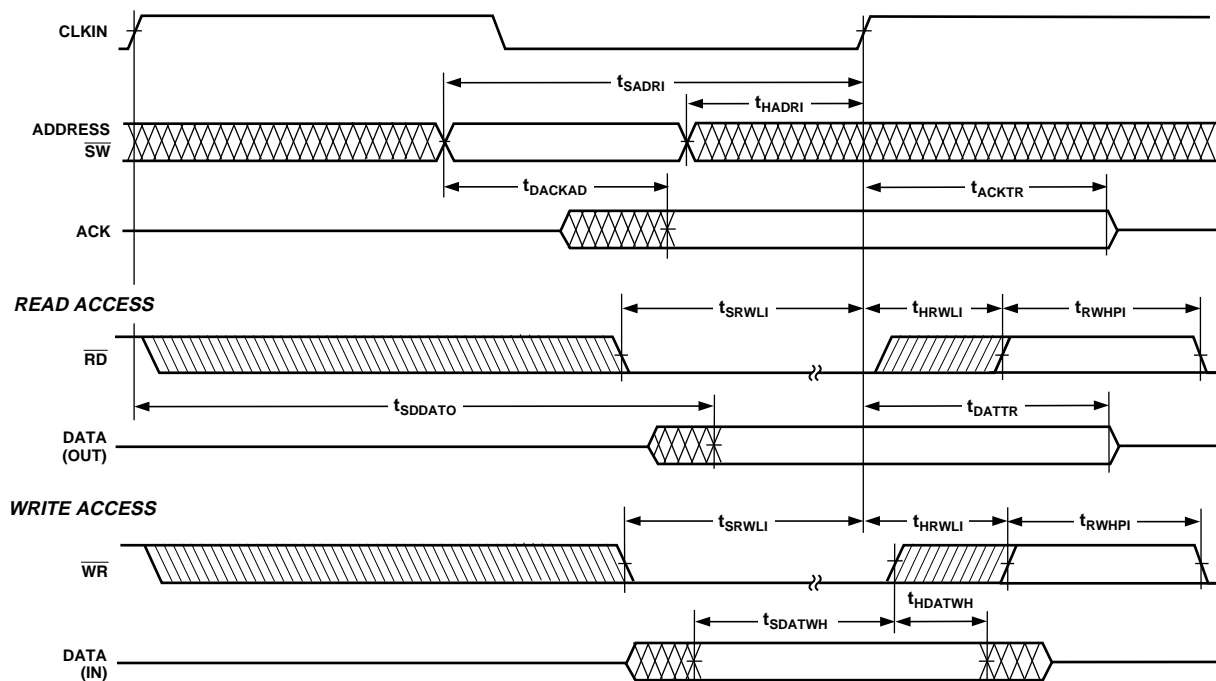 CLKIN
tSADRI
tHADRI
ADDRESS
SW
tDACKAD
tACKTR
ACK
READ ACCESS
tSRWLI
tHRWLI
tRWHPI
RD
tSDDATO
tDATTR
DATA
(OUT)
WRITE ACCESS
tSRWLI
tHRWLI
tRWHPI
WR
tHDATWH
tSDATWH
DATA
(IN)